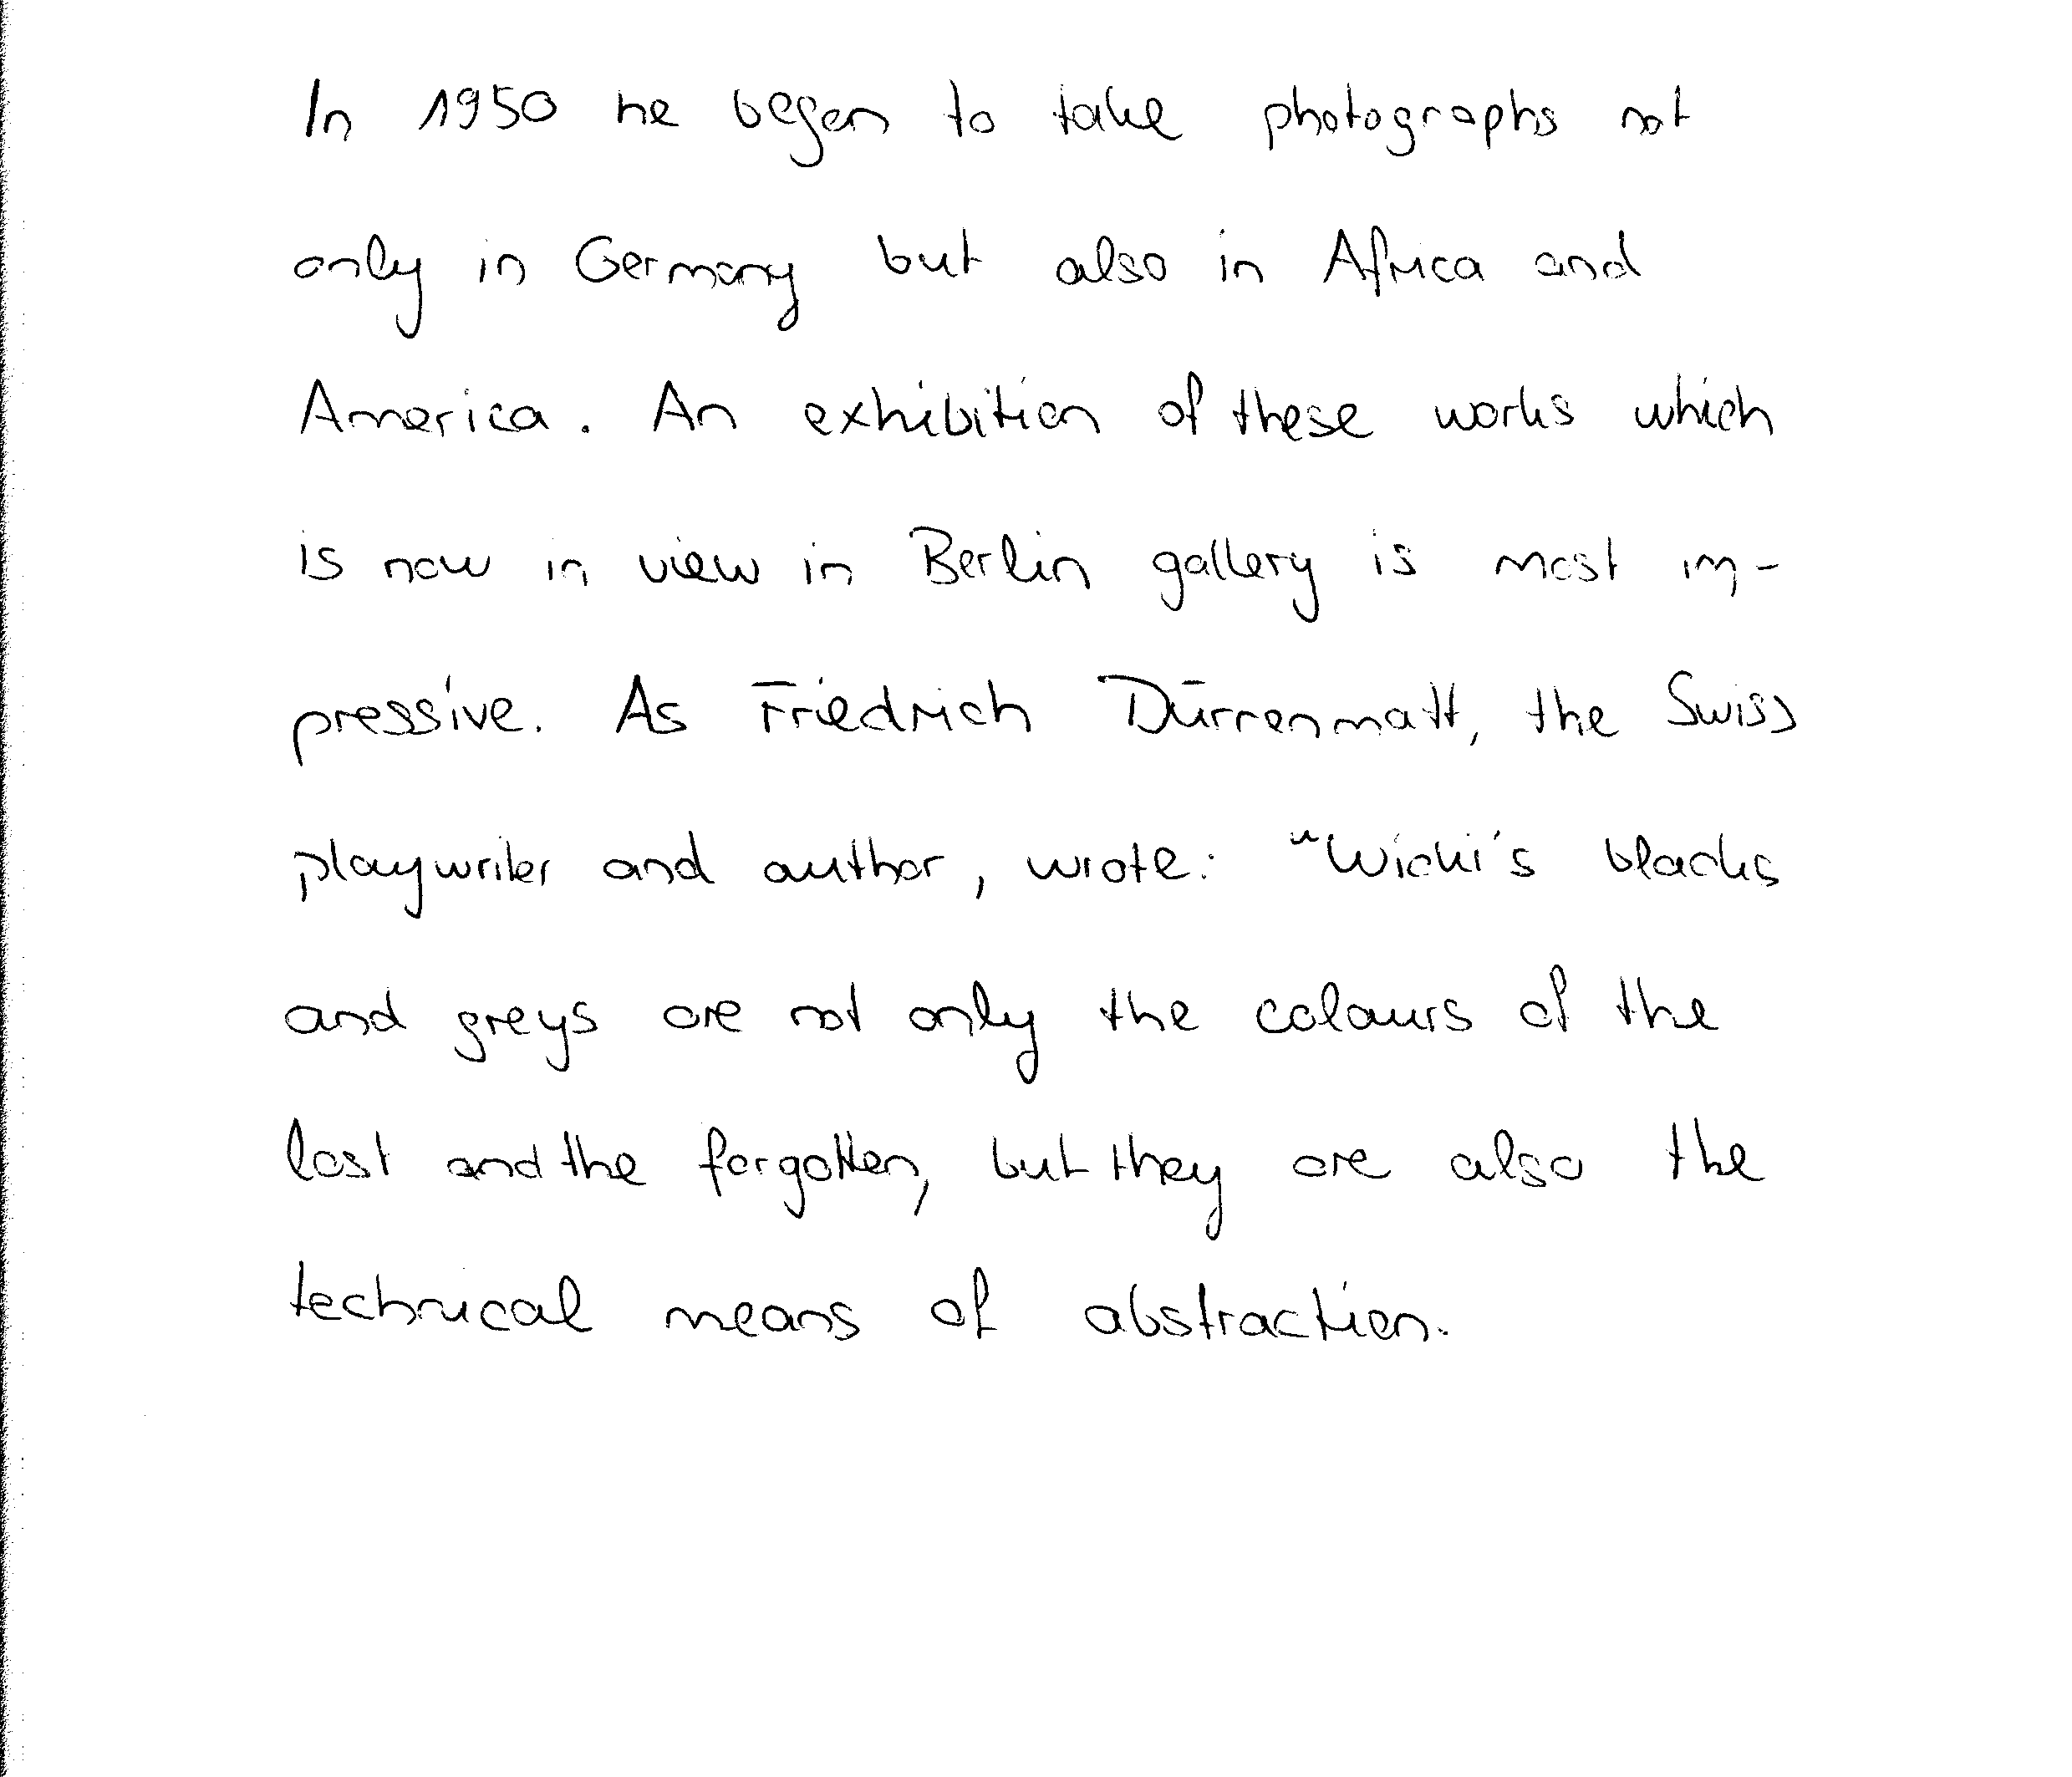 In 1950 he began to take photographs not
only in Germany but also in Africa and
America. An exhibition of these works which
is now in view in Berlin gallery is most im-
pressive. As Friedrich Dürrenmatt, the Swiss
playwriter and author, wrote: "Wicki's blacks
and greys are not only the colours of the
lost and the forgotten, but they are also the
technical means of abstraction.